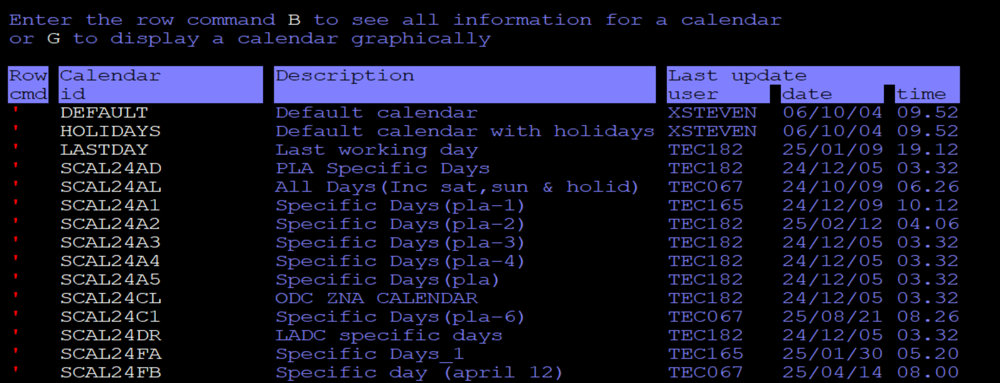 Enter the row command B to see all information for a calendar
or G to display a calendar graphically
Row Calendar Description Last update
cmd id user date time
' DEFAULT Default calendar XSTEVEN 06/10/04 09.52
' HOLIDAYS Default calendar with holidays XSTEVEN 06/10/04 09.52
' LASTDAY Last working day TEC182 25/01/09 19.12
' SCAL24AD PLA Specific Days TEC182 24/12/05 03.32
' SCAL24AL All Days(Inc sat,sun & holid) TEC067 24/10/09 06.26
' SCAL24A1 Specific Days(pla-1) TEC165 24/12/09 10.12
' SCAL24A2 Specific Days(pla-2) TEC182 25/02/12 04.06
' SCAL24A3 Specific Days(pla-3) TEC182 24/12/05 03.32
' SCAL24A4 Specific Days(pla-4) TEC182 24/12/05 03.32
' SCAL24A5 Specific Days(pla) TEC182 24/12/05 03.32
' SCAL24CL ODC ZNA CALENDAR TEC182 24/12/05 03.32
' SCAL24C1 Specific Days(pla-6) TEC067 25/08/21 08.26
' SCAL24DR LADC specific days TEC182 24/12/05 03.32
' SCAL24FA Specific Days_1 TEC165 25/01/30 05.20
' SCAL24FB Specific day (april 12) TEC067 25/04/14 08.00